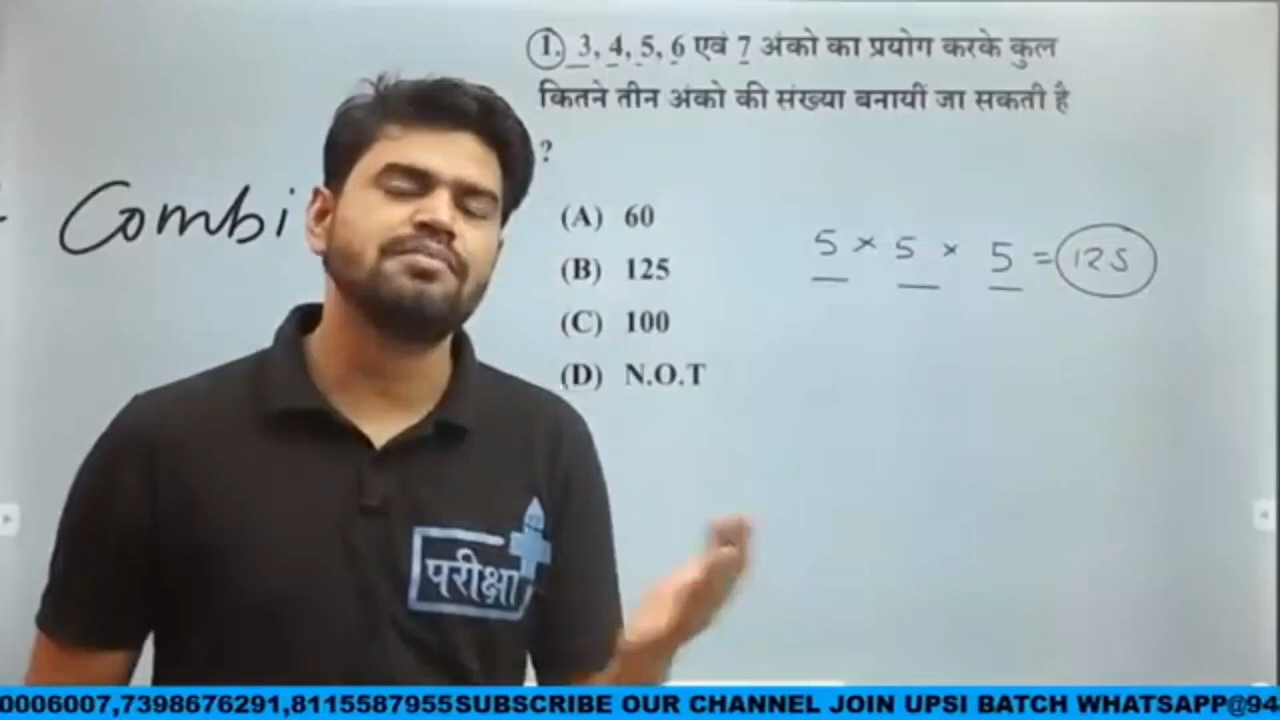 1. 3, 4, 5, 6 एवं 7 अंको का प्रयोग करके कुल
कितने तीन अंको की संख्या बनायीं जा सकती है
?
Combi
(A) 60
(B) 125
(C) 100
(D) N.O.T
5 × 5 × 5 = 125
परीक्षा
0006007,7398676291,8115587955SUBSCRIBE OUR CHANNEL JOIN UPSI BATCH WHATSAPP@94